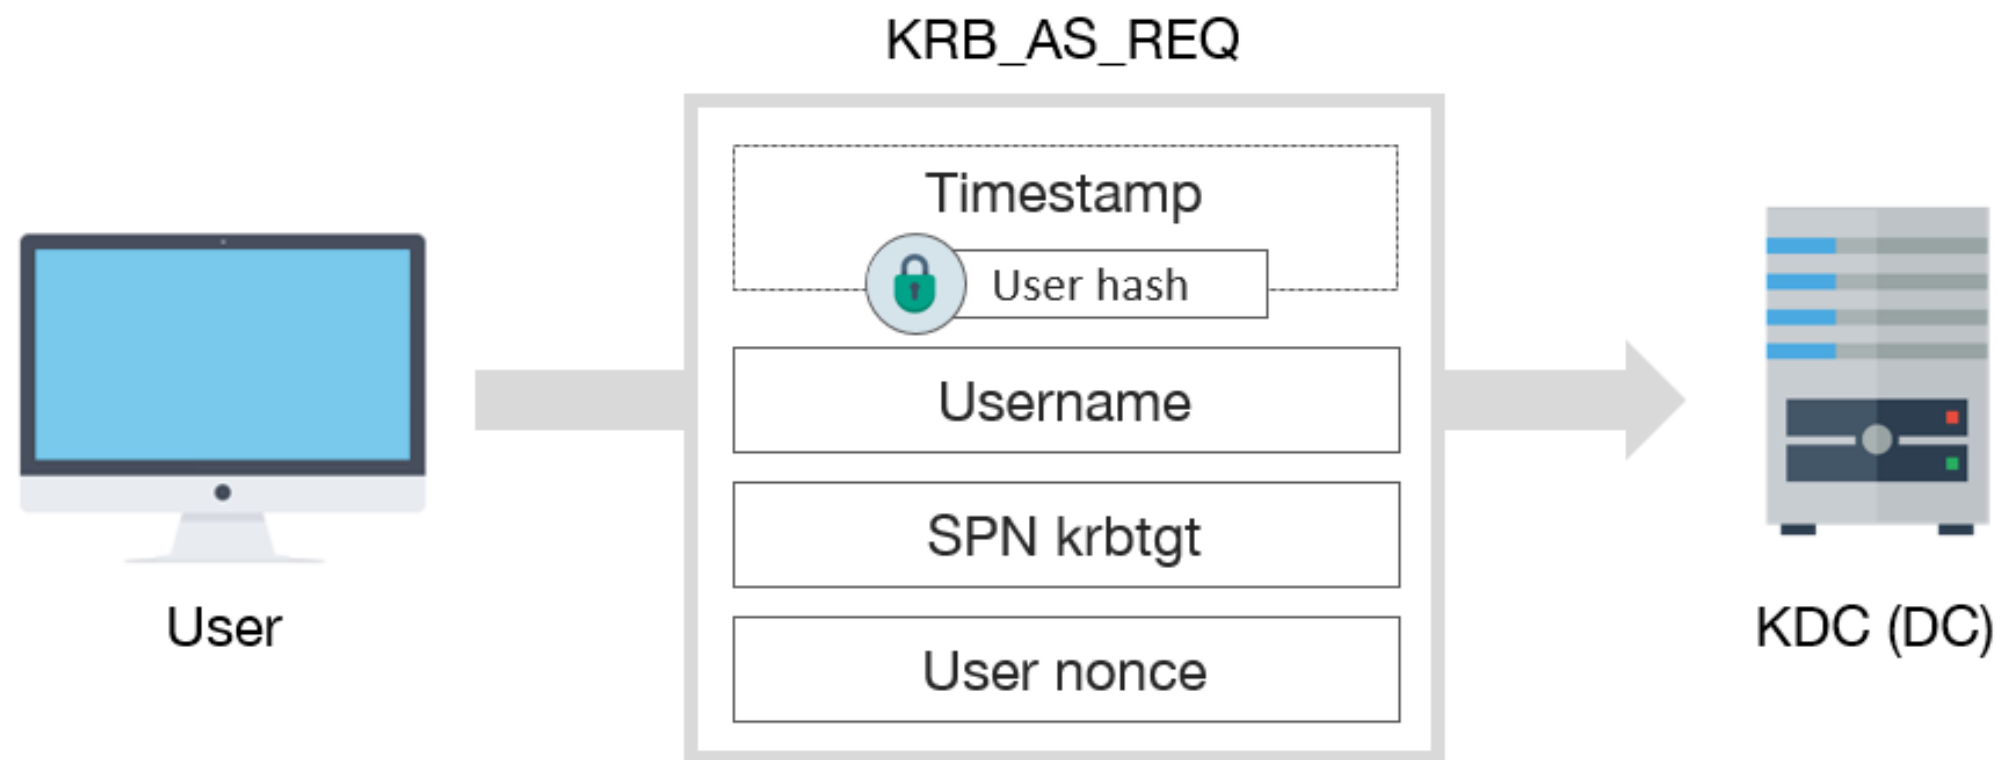 KRB_AS_REQ
Timestamp
User hash
Username
SPN krbtgt
User nonce
User
KDC (DC)